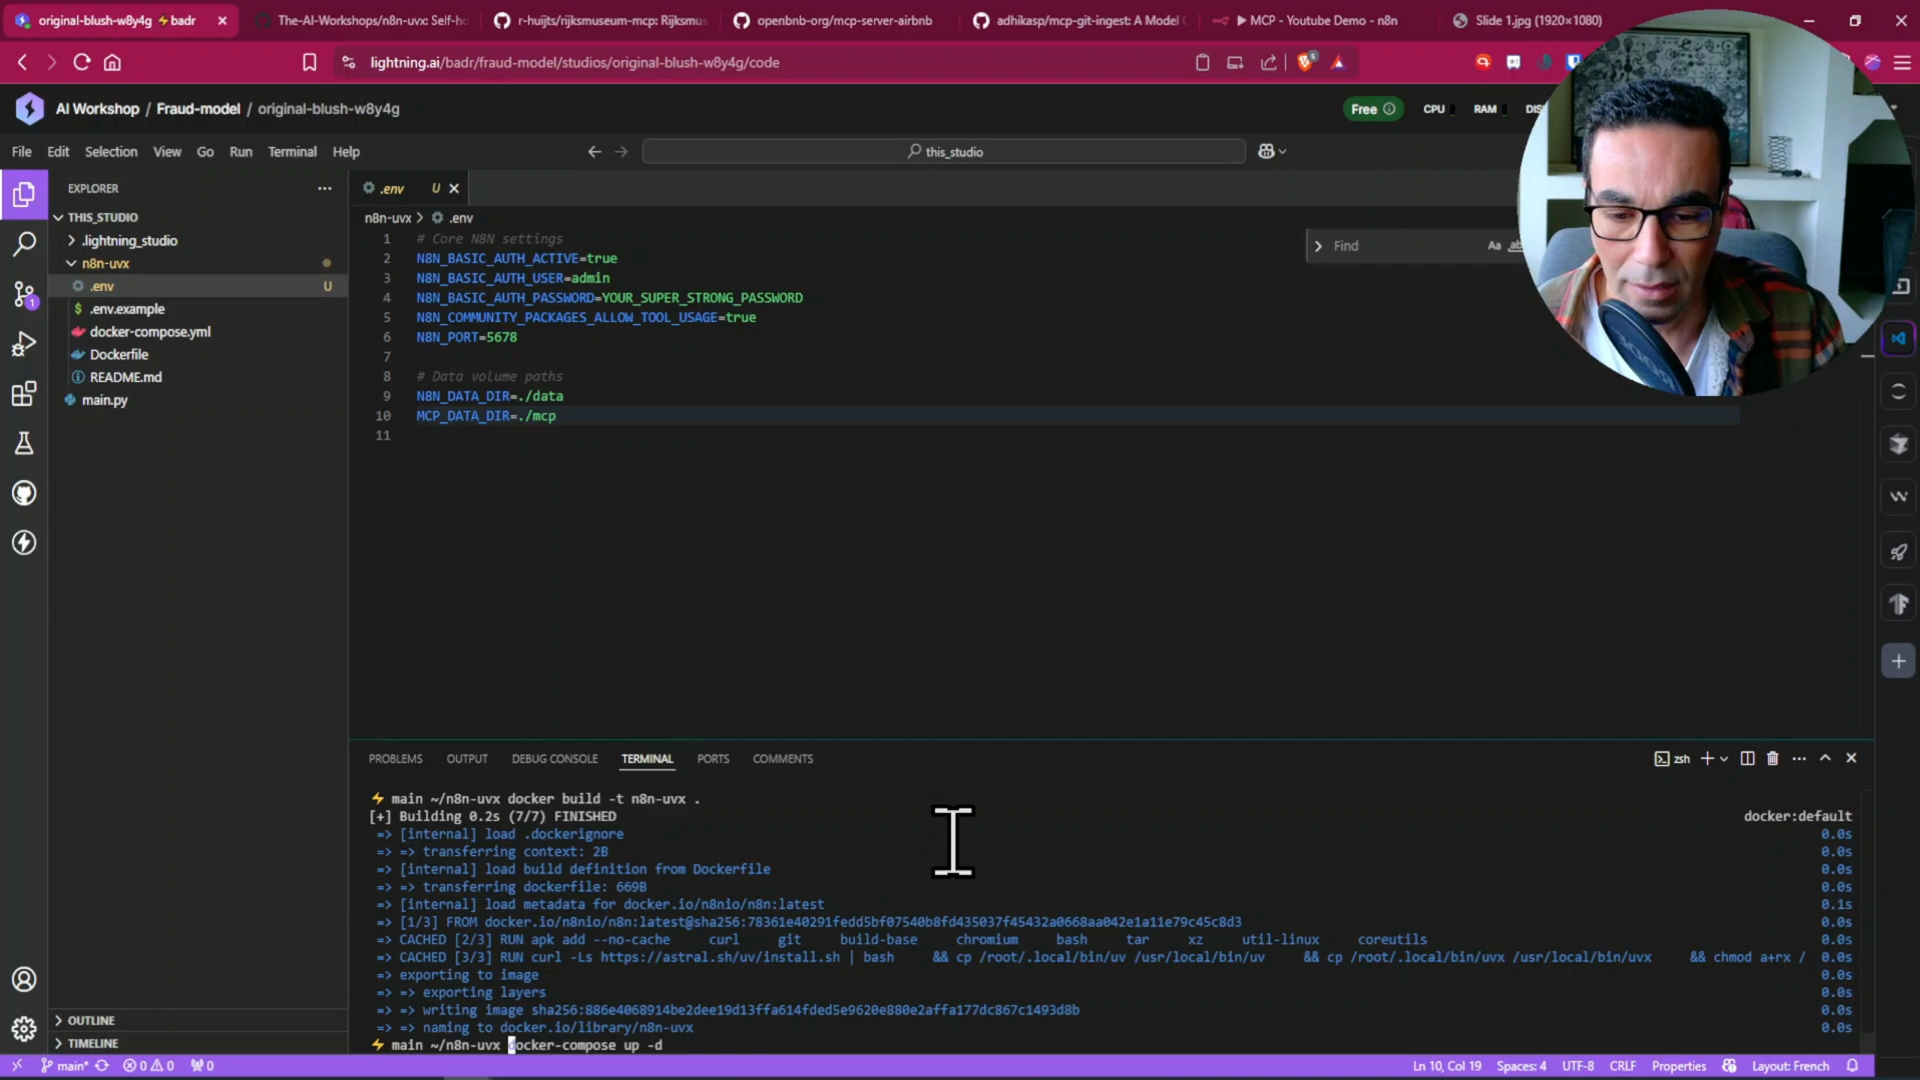 original-blush-w8y4g ⚡badr
The-AI-Workshops/n8n-uvx: Self-ho
r-huijts/rijksmuseum-mcp: Rijksmus
openbnb-org/mcp-server-airbnb
adhikasp/mcp-git-ingest: A Model C
▶ MCP - Youtube Demo - n8n
Slide 1.jpg (1920×1080)
lightning.ai/badr/fraud-model/studios/original-blush-w8y4g/code
AI Workshop / Fraud-model / original-blush-w8y4g
Free
CPU
RAM
File Edit Selection View Go Run Terminal Help
this_studio
EXPLORER
THIS_STUDIO
.lightning_studio
n8n-uvx
.env U
.env.example
docker-compose.yml
Dockerfile
README.md
main.py
OUTLINE
TIMELINE
.env U
n8n-uvx > .env
Find
Aa
1 # Core N8N settings
2 N8N_BASIC_AUTH_ACTIVE=true
3 N8N_BASIC_AUTH_USER=admin
4 N8N_BASIC_AUTH_PASSWORD=YOUR_SUPER_STRONG_PASSWORD
5 N8N_COMMUNITY_PACKAGES_ALLOW_TOOL_USAGE=true
6 N8N_PORT=5678
7
8 # Data volume paths
9 N8N_DATA_DIR=./data
10 MCP_DATA_DIR=./mcp
11
PROBLEMS OUTPUT DEBUG CONSOLE TERMINAL PORTS COMMENTS
zsh
⚡ main ~/n8n-uvx docker build -t n8n-uvx .
[+] Building 0.2s (7/7) FINISHED docker:default
=> [internal] load .dockerignore 0.0s
=> => transferring context: 2B 0.0s
=> [internal] load build definition from Dockerfile 0.0s
=> => transferring dockerfile: 669B 0.0s
=> [internal] load metadata for docker.io/n8nio/n8n:latest 0.1s
=> [1/3] FROM docker.io/n8nio/n8n:latest@sha256:78361e40291fedd5bf07540b8fd435037f45432a0668aa042e1a11e79c45c8d3 0.0s
=> CACHED [2/3] RUN apk add --no-cache curl git build-base chromium bash tar xz util-linux coreutils 0.0s
=> CACHED [3/3] RUN curl -Ls https://astral.sh/uv/install.sh | bash && cp /root/.local/bin/uv /usr/local/bin/uv && cp /root/.local/bin/uvx /usr/local/bin/uvx && chmod a+rx / 0.0s
=> exporting to image 0.0s
=> => exporting layers 0.0s
=> => writing image sha256:886e4068914be2dee19d13ffa614fded5e9620e880e2affa177dc867c1493d8b 0.0s
=> => naming to docker.io/library/n8n-uvx 0.0s
⚡ main ~/n8n-uvx docker-compose up -d
main* 0 0 0
Ln 10, Col 19 Spaces: 4 UTF-8 CRLF Properties Layout: French